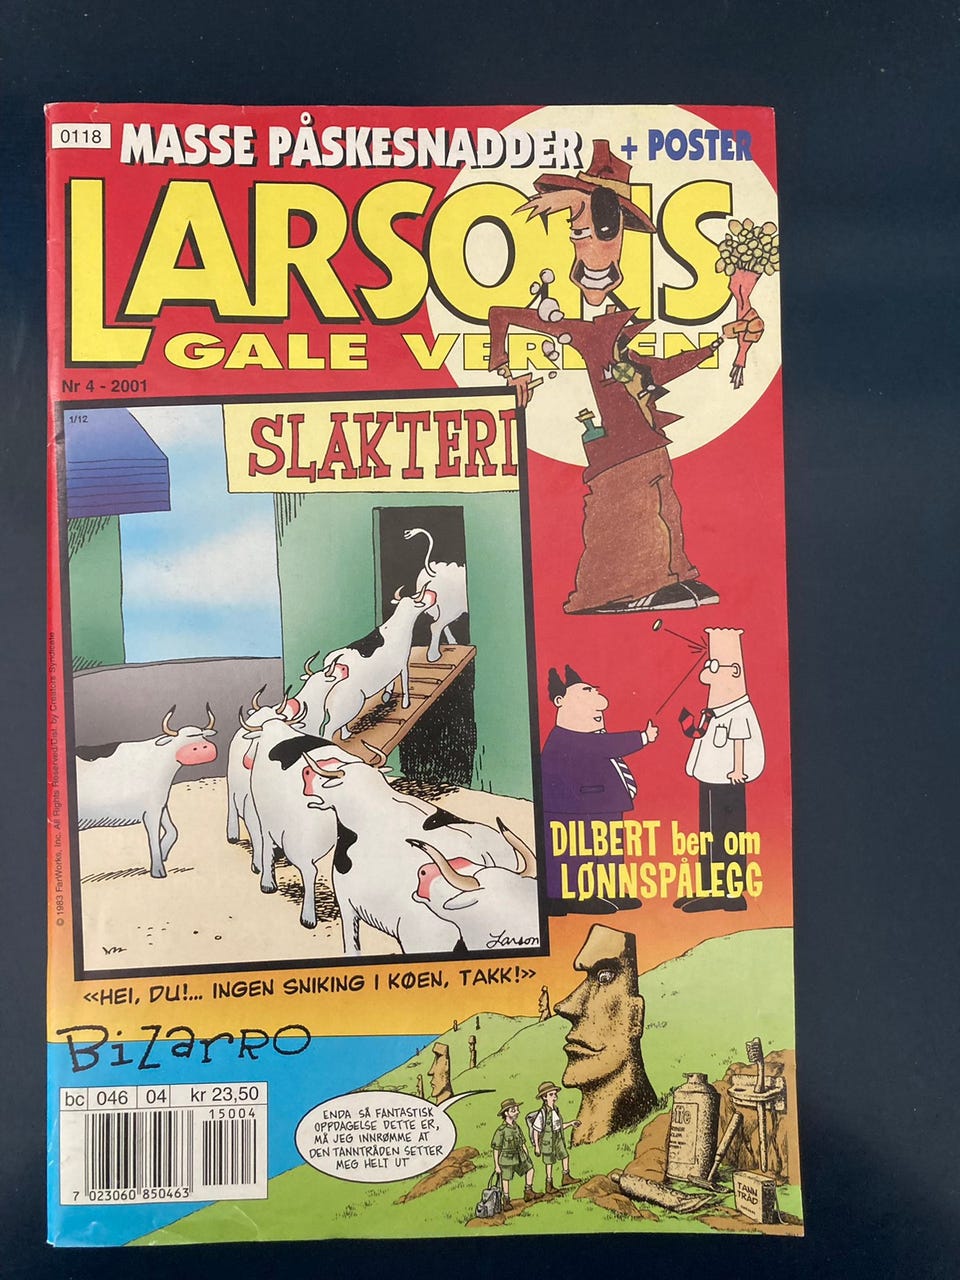 0118
MASSE PÅSKESNADDER + POSTER
LARSONS
GALE VERDEN
Nr 4 - 2001
1/12
SLAKTERI
© 1983 FarWorks, Inc. All Rights Reserved/Dist. by Creators Syndicate
Larson
«HEI, DU!... INGEN SNIKING I KØEN, TAKK!»
DILBERT ber om
LØNNSPÅLEGG
BiZarRO
bc 046 04 kr 23,50
15004
7 023060 850463
ENDA SÅ FANTASTISK
OPPDAGELSE DETTE ER,
MÅ JEG INNRØMME AT
DEN TANNTRÅDEN SETTER
MEG HELT UT
TANN
TRÅD